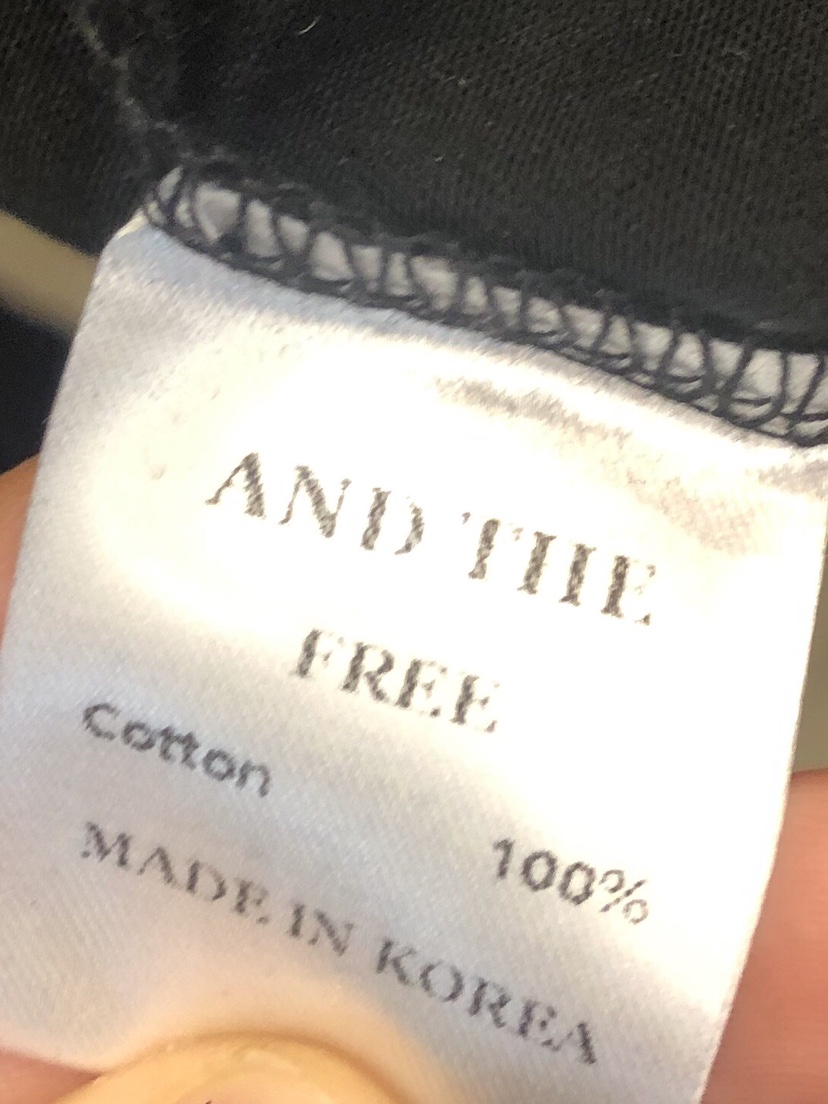 AND THE
FREE
Cotton
100%
MADE IN KOREA